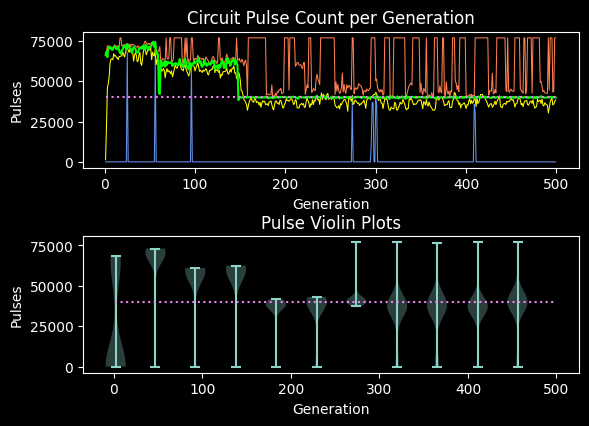 Circuit Pulse Count per Generation
75000
50000
25000
0
Pulses
0 100 200 300 400 500
Generation
Pulse Violin Plots
75000
50000
25000
0
Pulses
0 100 200 300 400 500
Generation